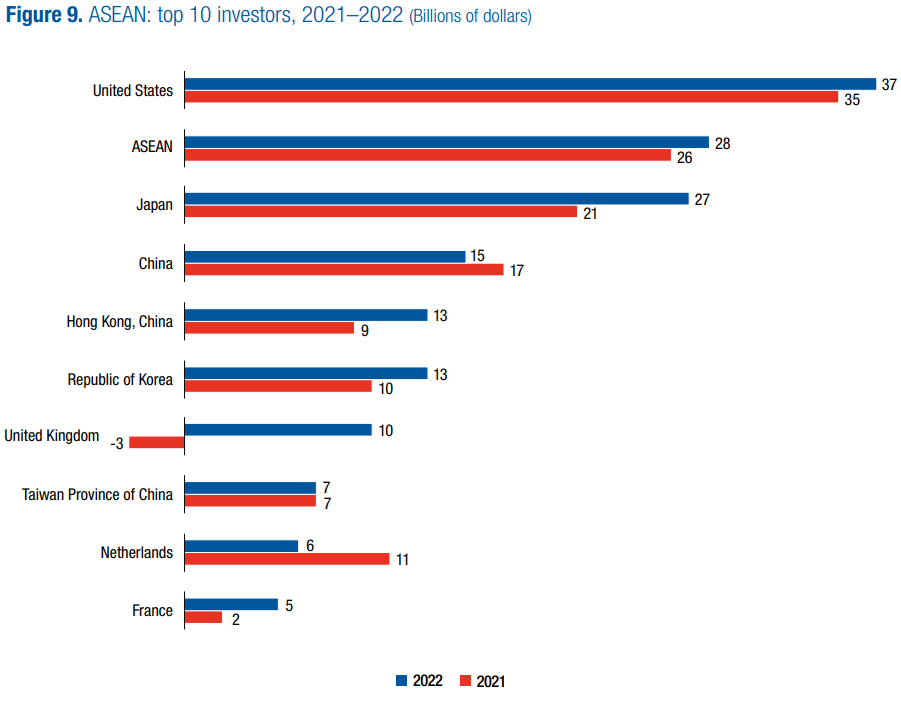 Figure 9. ASEAN: top 10 investors, 2021–2022 (Billions of dollars)
United States
37
35
ASEAN
28
26
Japan
27
21
China
15
17
Hong Kong, China
13
9
Republic of Korea
13
10
United Kingdom
10
-3
Taiwan Province of China
7
7
Netherlands
6
11
France
5
2
2022 2021